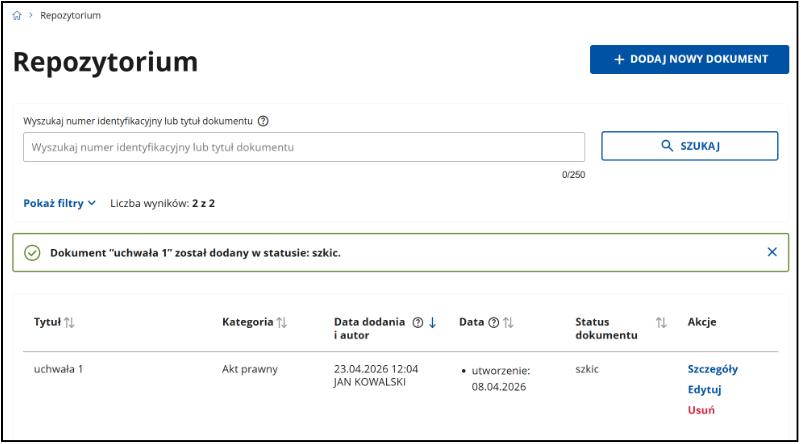 Repozytorium
Repozytorium
DODAJ NOWY DOKUMENT
Wyszukaj numer identyfikacyjny lub tytuł dokumentu
Wyszukaj numer identyfikacyjny lub tytuł dokumentu
SZUKAJ
0/250
Pokaż filtry Liczba wyników: 2 z 2
Dokument “uchwała 1” został dodany w statusie: szkic.
Tytuł Kategoria Data dodania Data Status Akcje
i autor dokumentu
uchwała 1 Akt prawny 23.04.2026 12:04 • utworzenie: szkic Szczegóły
JAN KOWALSKI 08.04.2026
Edytuj
Usuń